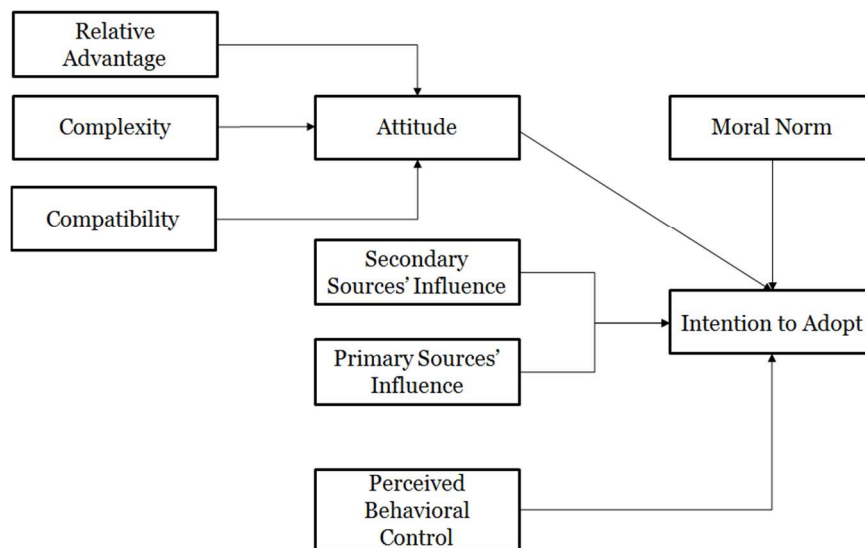 Relative
Advantage
Complexity
Attitude
Moral Norm
Compatibility
Secondary
Sources’ Influence
Intention to Adopt
Primary Sources’
Influence
Perceived
Behavioral
Control